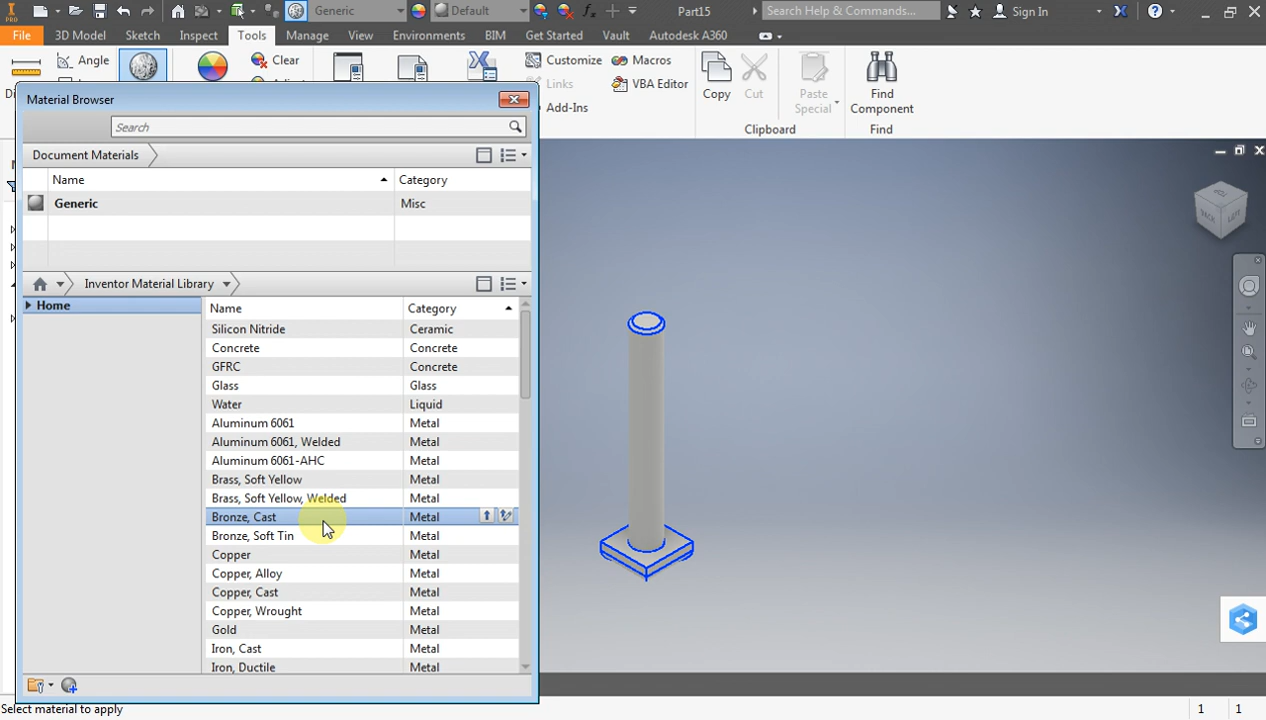 PRO
Generic
Default
Part15
Search Help & Commands...
Sign In
File
3D Model
Sketch
Inspect
Tools
Manage
View
Environments
BIM
Get Started
Vault
Autodesk A360
Angle
Clear
Customize
Macros
Links
VBA Editor
Add-Ins
Copy
Cut
Paste
Special
Find
Component
Clipboard
Find
Material Browser
Search
Document Materials
Name
Category
Generic
Misc
Inventor Material Library
Home
Name
Category
Silicon Nitride
Ceramic
Concrete
Concrete
GFRC
Concrete
Glass
Glass
Water
Liquid
Aluminum 6061
Metal
Aluminum 6061, Welded
Metal
Aluminum 6061-AHC
Metal
Brass, Soft Yellow
Metal
Brass, Soft Yellow, Welded
Metal
Bronze, Cast
Metal
Bronze, Soft Tin
Metal
Copper
Metal
Copper, Alloy
Metal
Copper, Cast
Metal
Copper, Wrought
Metal
Gold
Metal
Iron, Cast
Metal
Iron, Ductile
Metal
BACK
LEFT
Select material to apply
1
1